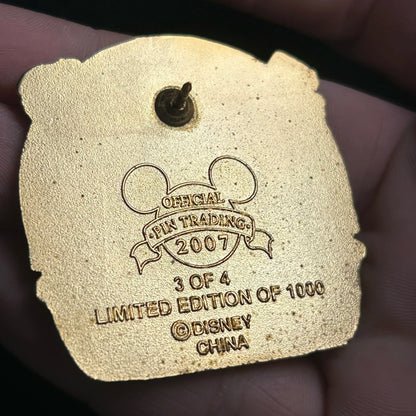 OFFICIAL
·PIN TRADING·
2007
3 OF 4
LIMITED EDITION OF 1000
©DISNEY
CHINA